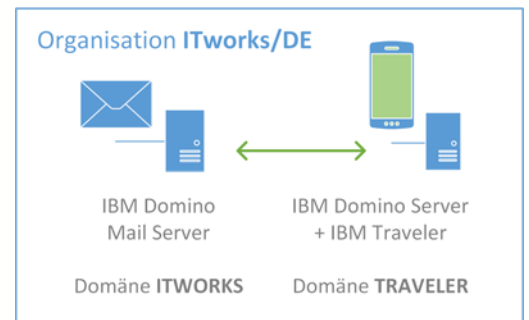 Organisation ITworks/DE
IBM Domino
Mail Server
IBM Domino Server
+ IBM Traveler
Domäne ITWORKS
Domäne TRAVELER